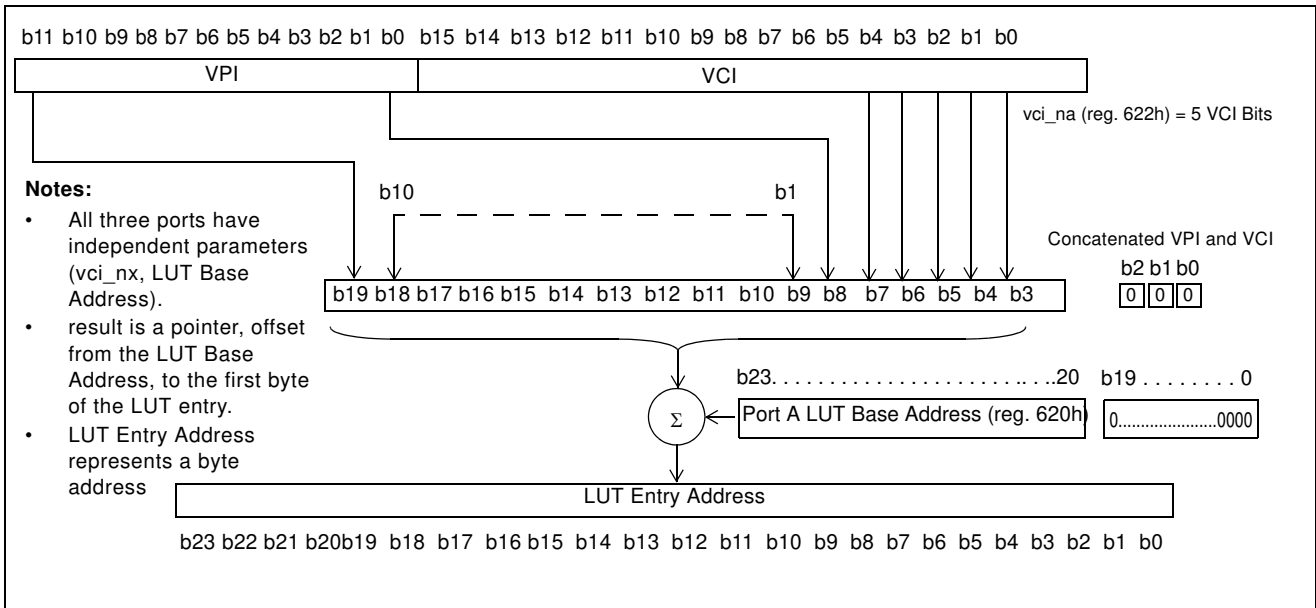 b11 b10 b9 b8 b7 b6 b5 b4 b3 b2 b1 b0 b15 b14 b13 b12 b11 b10 b9 b8 b7 b6 b5 b4 b3 b2 b1 b0
VPI VCI
vci_na (reg. 622h) = 5 VCI Bits
Notes:
• All three ports have
independent parameters
(vci_nx, LUT Base
Address).
• result is a pointer, offset
from the LUT Base
Address, to the first byte
of the LUT entry.
• LUT Entry Address
represents a byte
address
b10 b1
Concatenated VPI and VCI
b2 b1 b0
b19 b18 b17 b16 b15 b14 b13 b12 b11 b10 b9 b8 b7 b6 b5 b4 b3
0 0 0
b23. . . . . . . . . . . . . . . . . . . . . . .. . ..20 b19 . . . . . . . . 0
Σ
Port A LUT Base Address (reg. 620h)
0......................0000
LUT Entry Address
b23 b22 b21 b20b19 b18 b17 b16 b15 b14 b13 b12 b11 b10 b9 b8 b7 b6 b5 b4 b3 b2 b1 b0